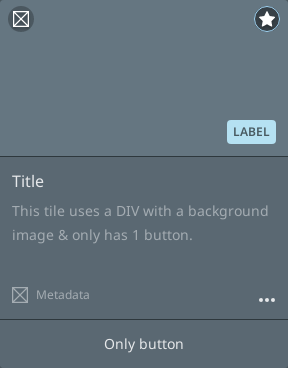 LABEL
Title
This tile uses a DIV with a background
image & only has 1 button.
Metadata
Only button